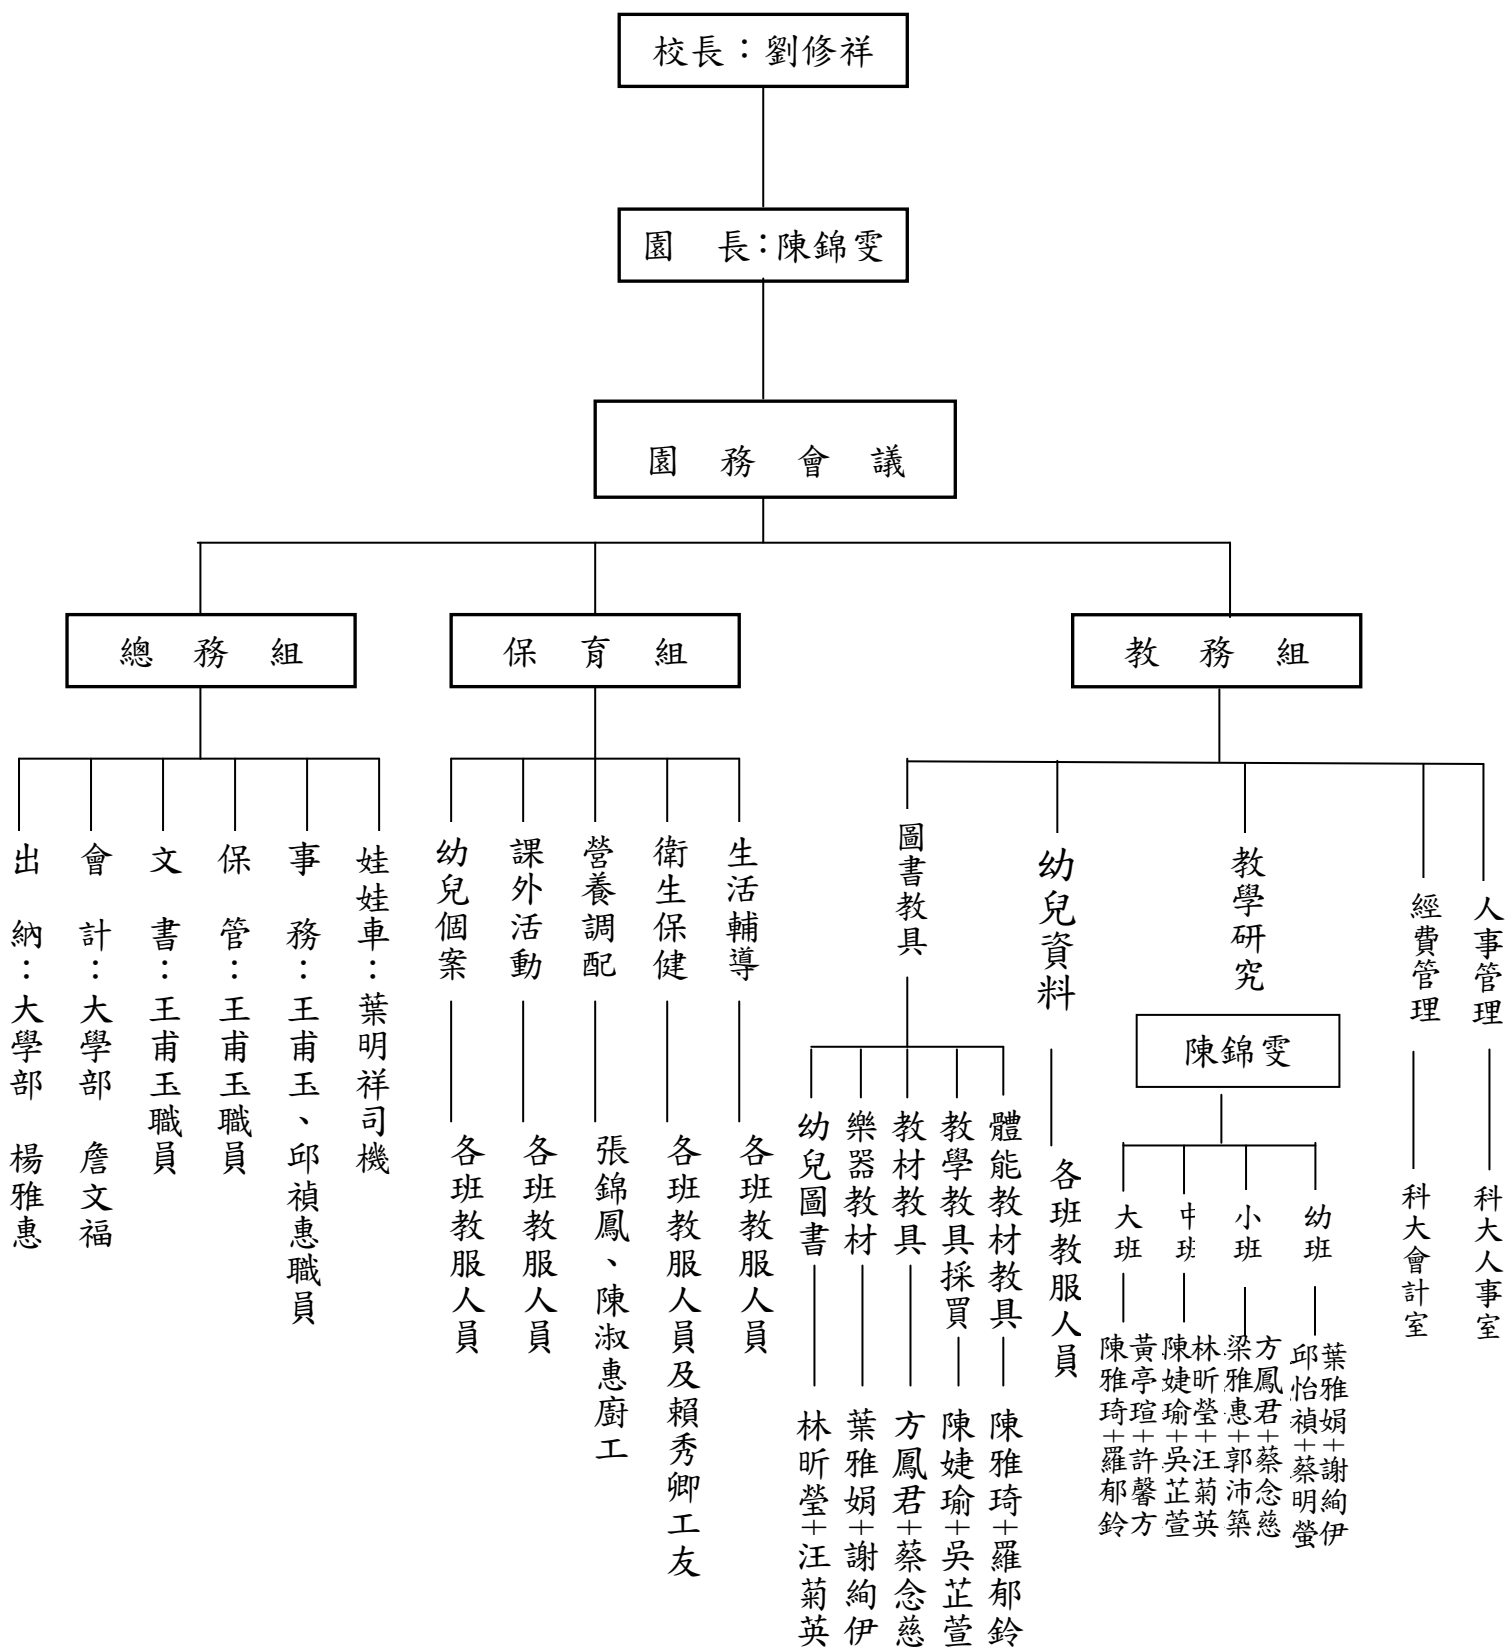 校長：劉修祥
園　長：陳錦雯
園　務　會　議
總　務　組
保　育　組
教　務　組
出　納：大學部　楊雅惠
會　計：大學部　詹文福
文　書：王甫玉職員
保　管：王甫玉職員
事　務：王甫玉、邱禎惠職員
娃娃車：葉明祥司機
幼兒個案
各班教服人員
課外活動
各班教服人員
營養調配
張錦鳳、陳淑惠廚工
衛生保健
各班教服人員及賴秀卿工友
生活輔導
各班教服人員
圖書教具
幼兒圖書
林昕瑩+汪菊英
樂器教材
葉雅娟+謝絢伊
教材教具
方鳳君+蔡念慈
教學教具採買
陳婕瑜+吳芷萱
體能教材教具
陳雅琦+羅郁鈴
幼兒資料
各班教服人員
教學研究
陳錦雯
大班
陳雅琦+羅郁鈴
黃亭瑄+許馨方
中班
陳婕瑜+吳芷萱
林昕瑩+汪菊英
小班
梁雅惠+郭沛築
方鳳君+蔡念慈
幼班
邱怡禎+蔡明螢
葉雅娟+謝絢伊
經費管理
科大會計室
人事管理
科大人事室